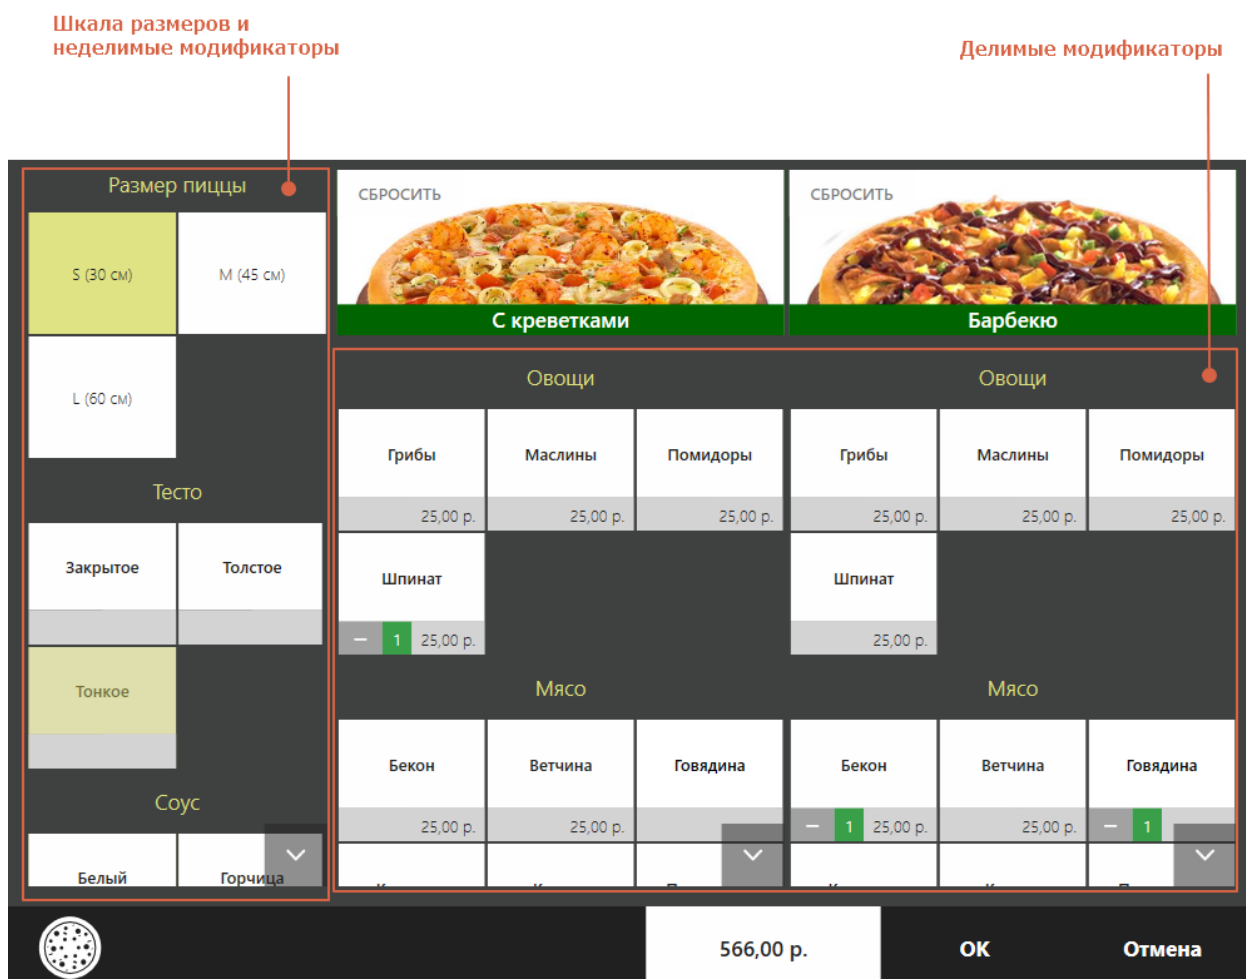 Шкала размеров и
неделимые модификаторы
Делимые модификаторы
Размер пиццы
S (30 см)
M (45 см)
L (60 см)
Тесто
Закрытое
Толстое
Тонкое
Соус
Белый
Горчица
СБРОСИТЬ
С креветками
СБРОСИТЬ
Барбекю
Овощи
Грибы
Маслины
Помидоры
25,00 р.
25,00 р.
25,00 р.
Шпинат
– 1 25,00 р.
Мясо
Бекон
Ветчина
Говядина
25,00 р.
25,00 р.
Овощи
Грибы
Маслины
Помидоры
25,00 р.
25,00 р.
25,00 р.
Шпинат
25,00 р.
Мясо
Бекон
Ветчина
Говядина
– 1 25,00 р.
25,00 р.
– 1
566,00 р.
ОК
Отмена